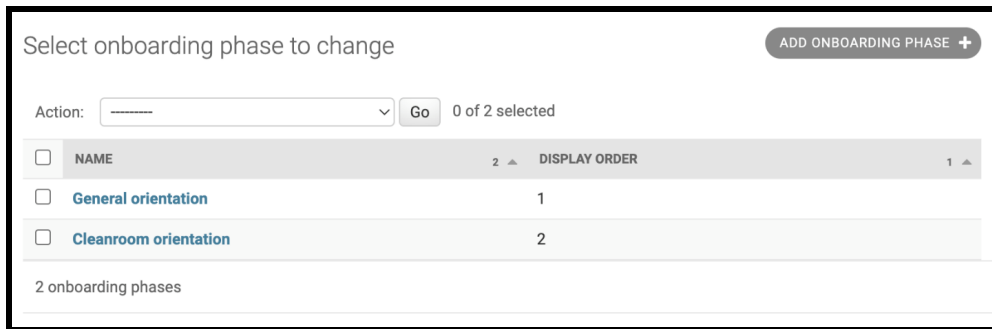 Select onboarding phase to change
ADD ONBOARDING PHASE +
Action: --------- Go 0 of 2 selected
NAME 2 DISPLAY ORDER 1
General orientation 1
Cleanroom orientation 2
2 onboarding phases